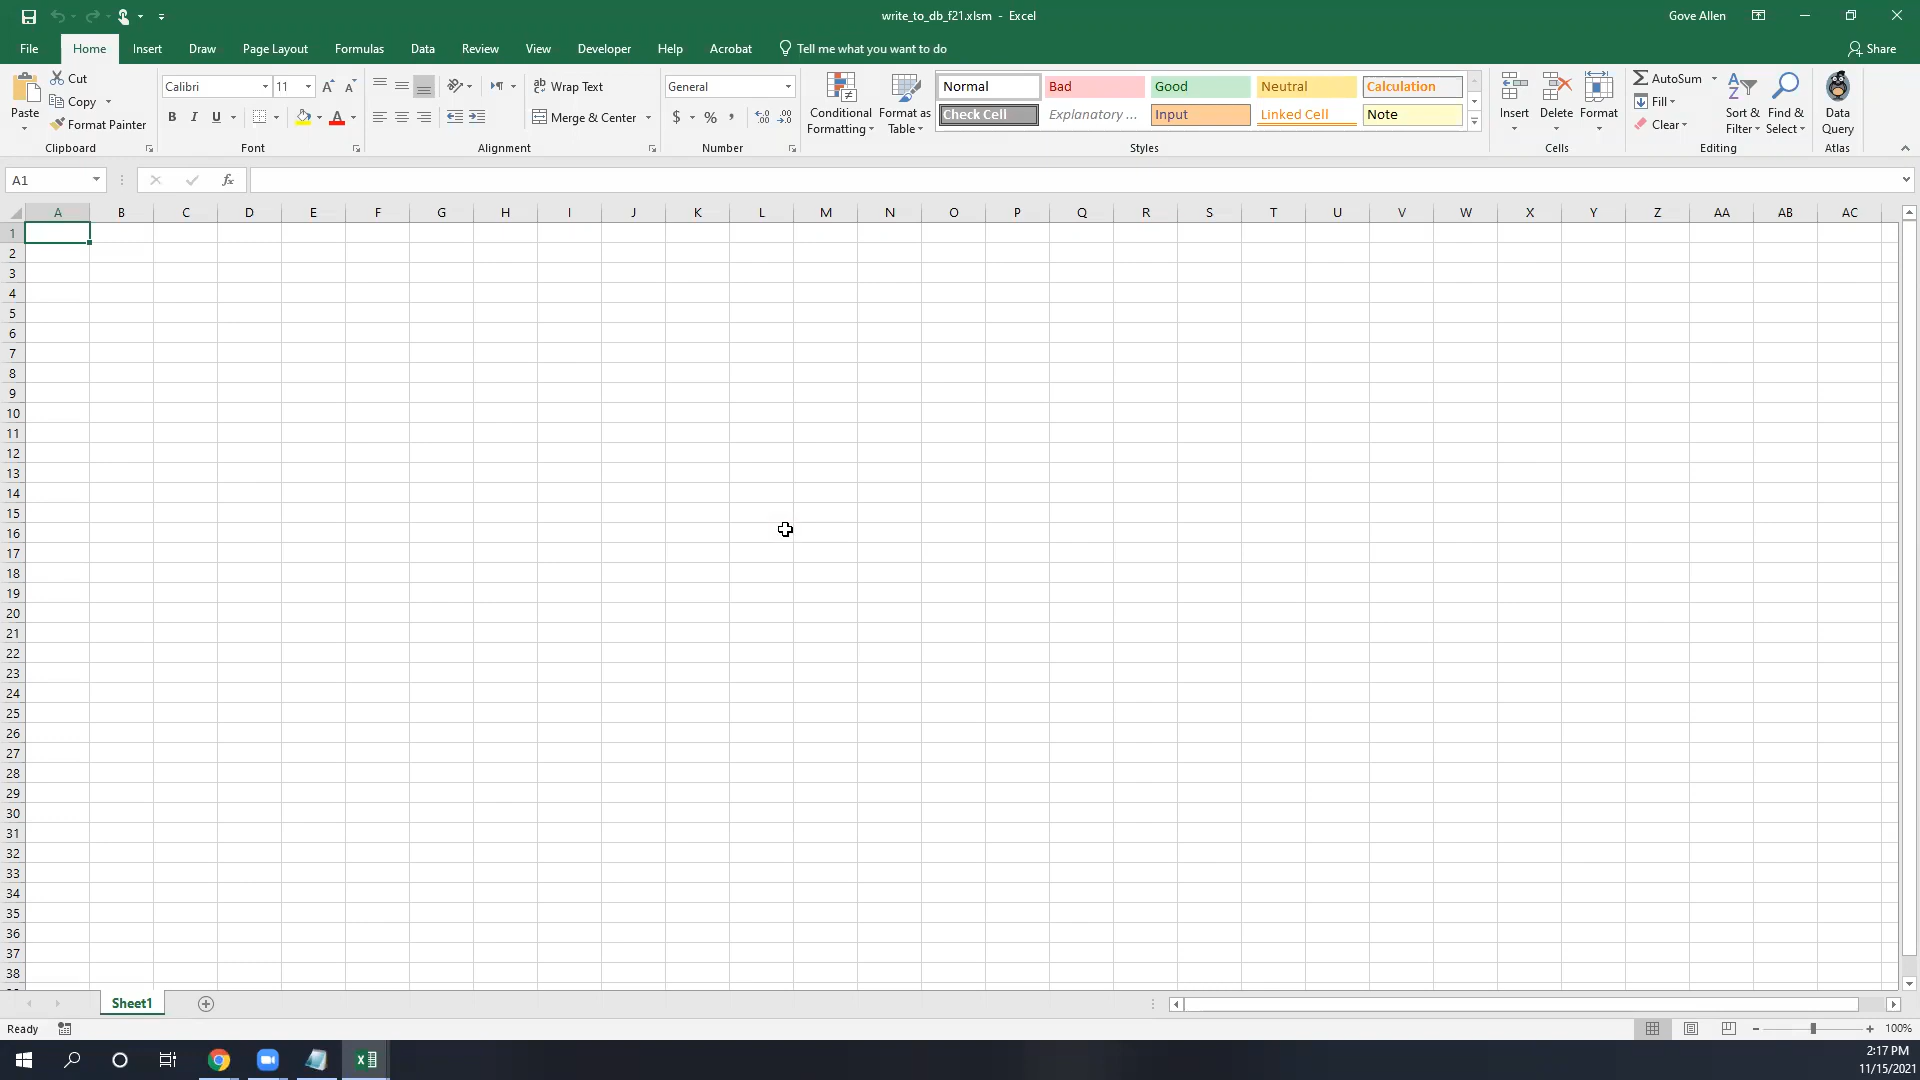 write_to_db_f21.xlsm - Excel
Gove Allen
File Home Insert Draw Page Layout Formulas Data Review View Developer Help Acrobat Tell me what you want to do Share
Paste
Cut
Copy
Format Painter
Clipboard
Calibri 11
B I U
Font
Wrap Text
Merge & Center
Alignment
General
$ % ,
Number
Conditional Formatting
Format as Table
Normal Bad Good Neutral Calculation
Check Cell Explanatory ... Input Linked Cell Note
Styles
Insert Delete Format
Cells
AutoSum
Fill
Clear
Sort & Filter
Find & Select
Editing
Data Query
Atlas
A1 fx
A B C D E F G H I J K L M N O P Q R S T U V W X Y Z AA AB AC
1
2
3
4
5
6
7
8
9
10
11
12
13
14
15
16
17
18
19
20
21
22
23
24
25
26
27
28
29
30
31
32
33
34
35
36
37
38
Sheet1
Ready
100%
2:17 PM
11/15/2021